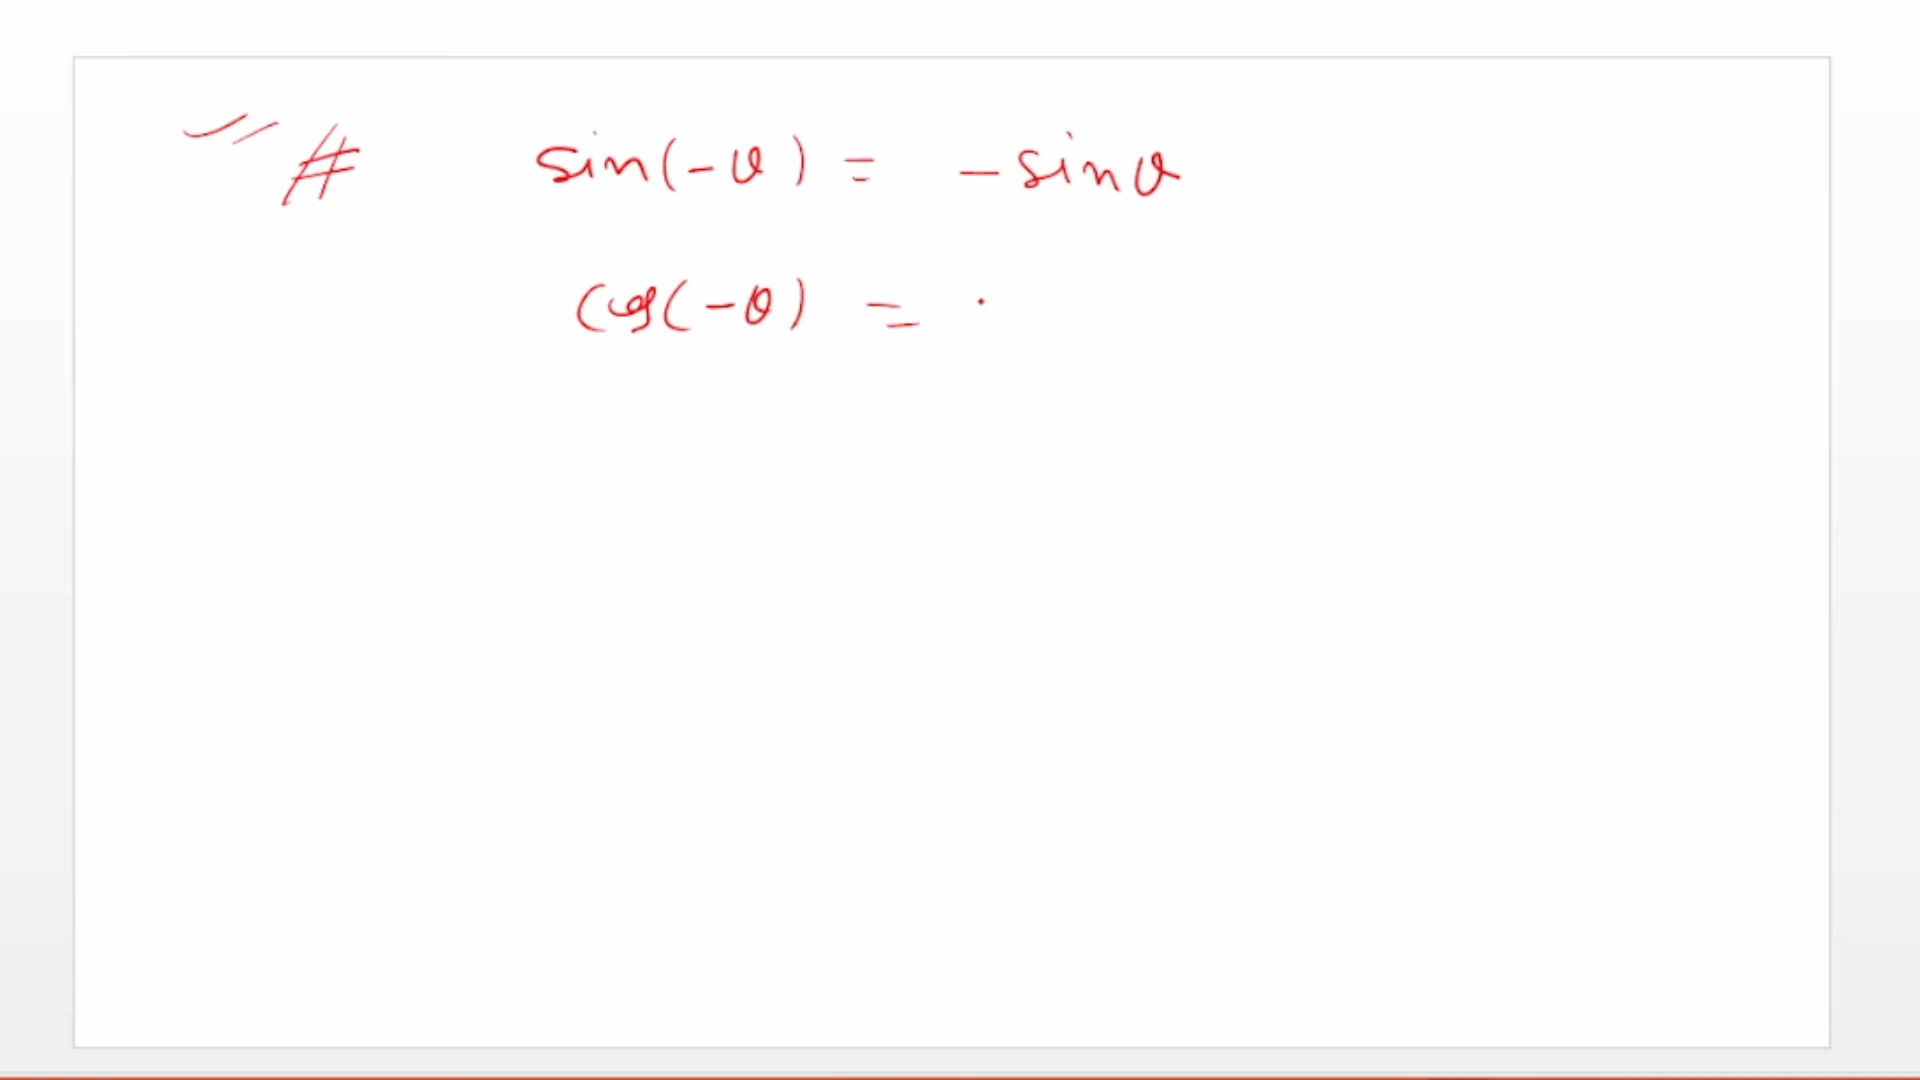 # sin(-θ) = -sinθ
cos(-θ) = .